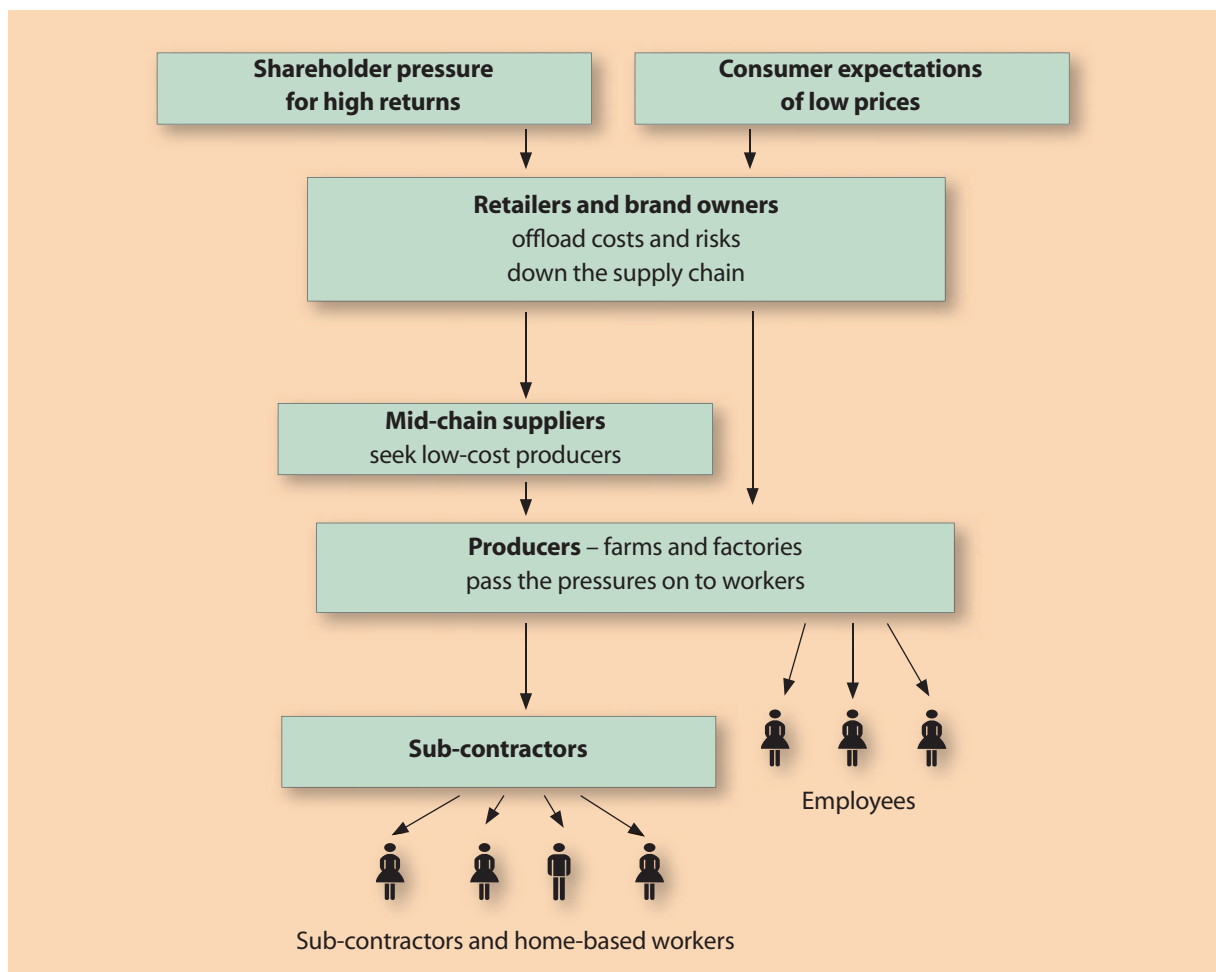 Shareholder pressure
for high returns
Consumer expectations
of low prices
Retailers and brand owners
offload costs and risks
down the supply chain
Mid-chain suppliers
seek low-cost producers
Producers – farms and factories
pass the pressures on to workers
Sub-contractors
Employees
Sub-contractors and home-based workers